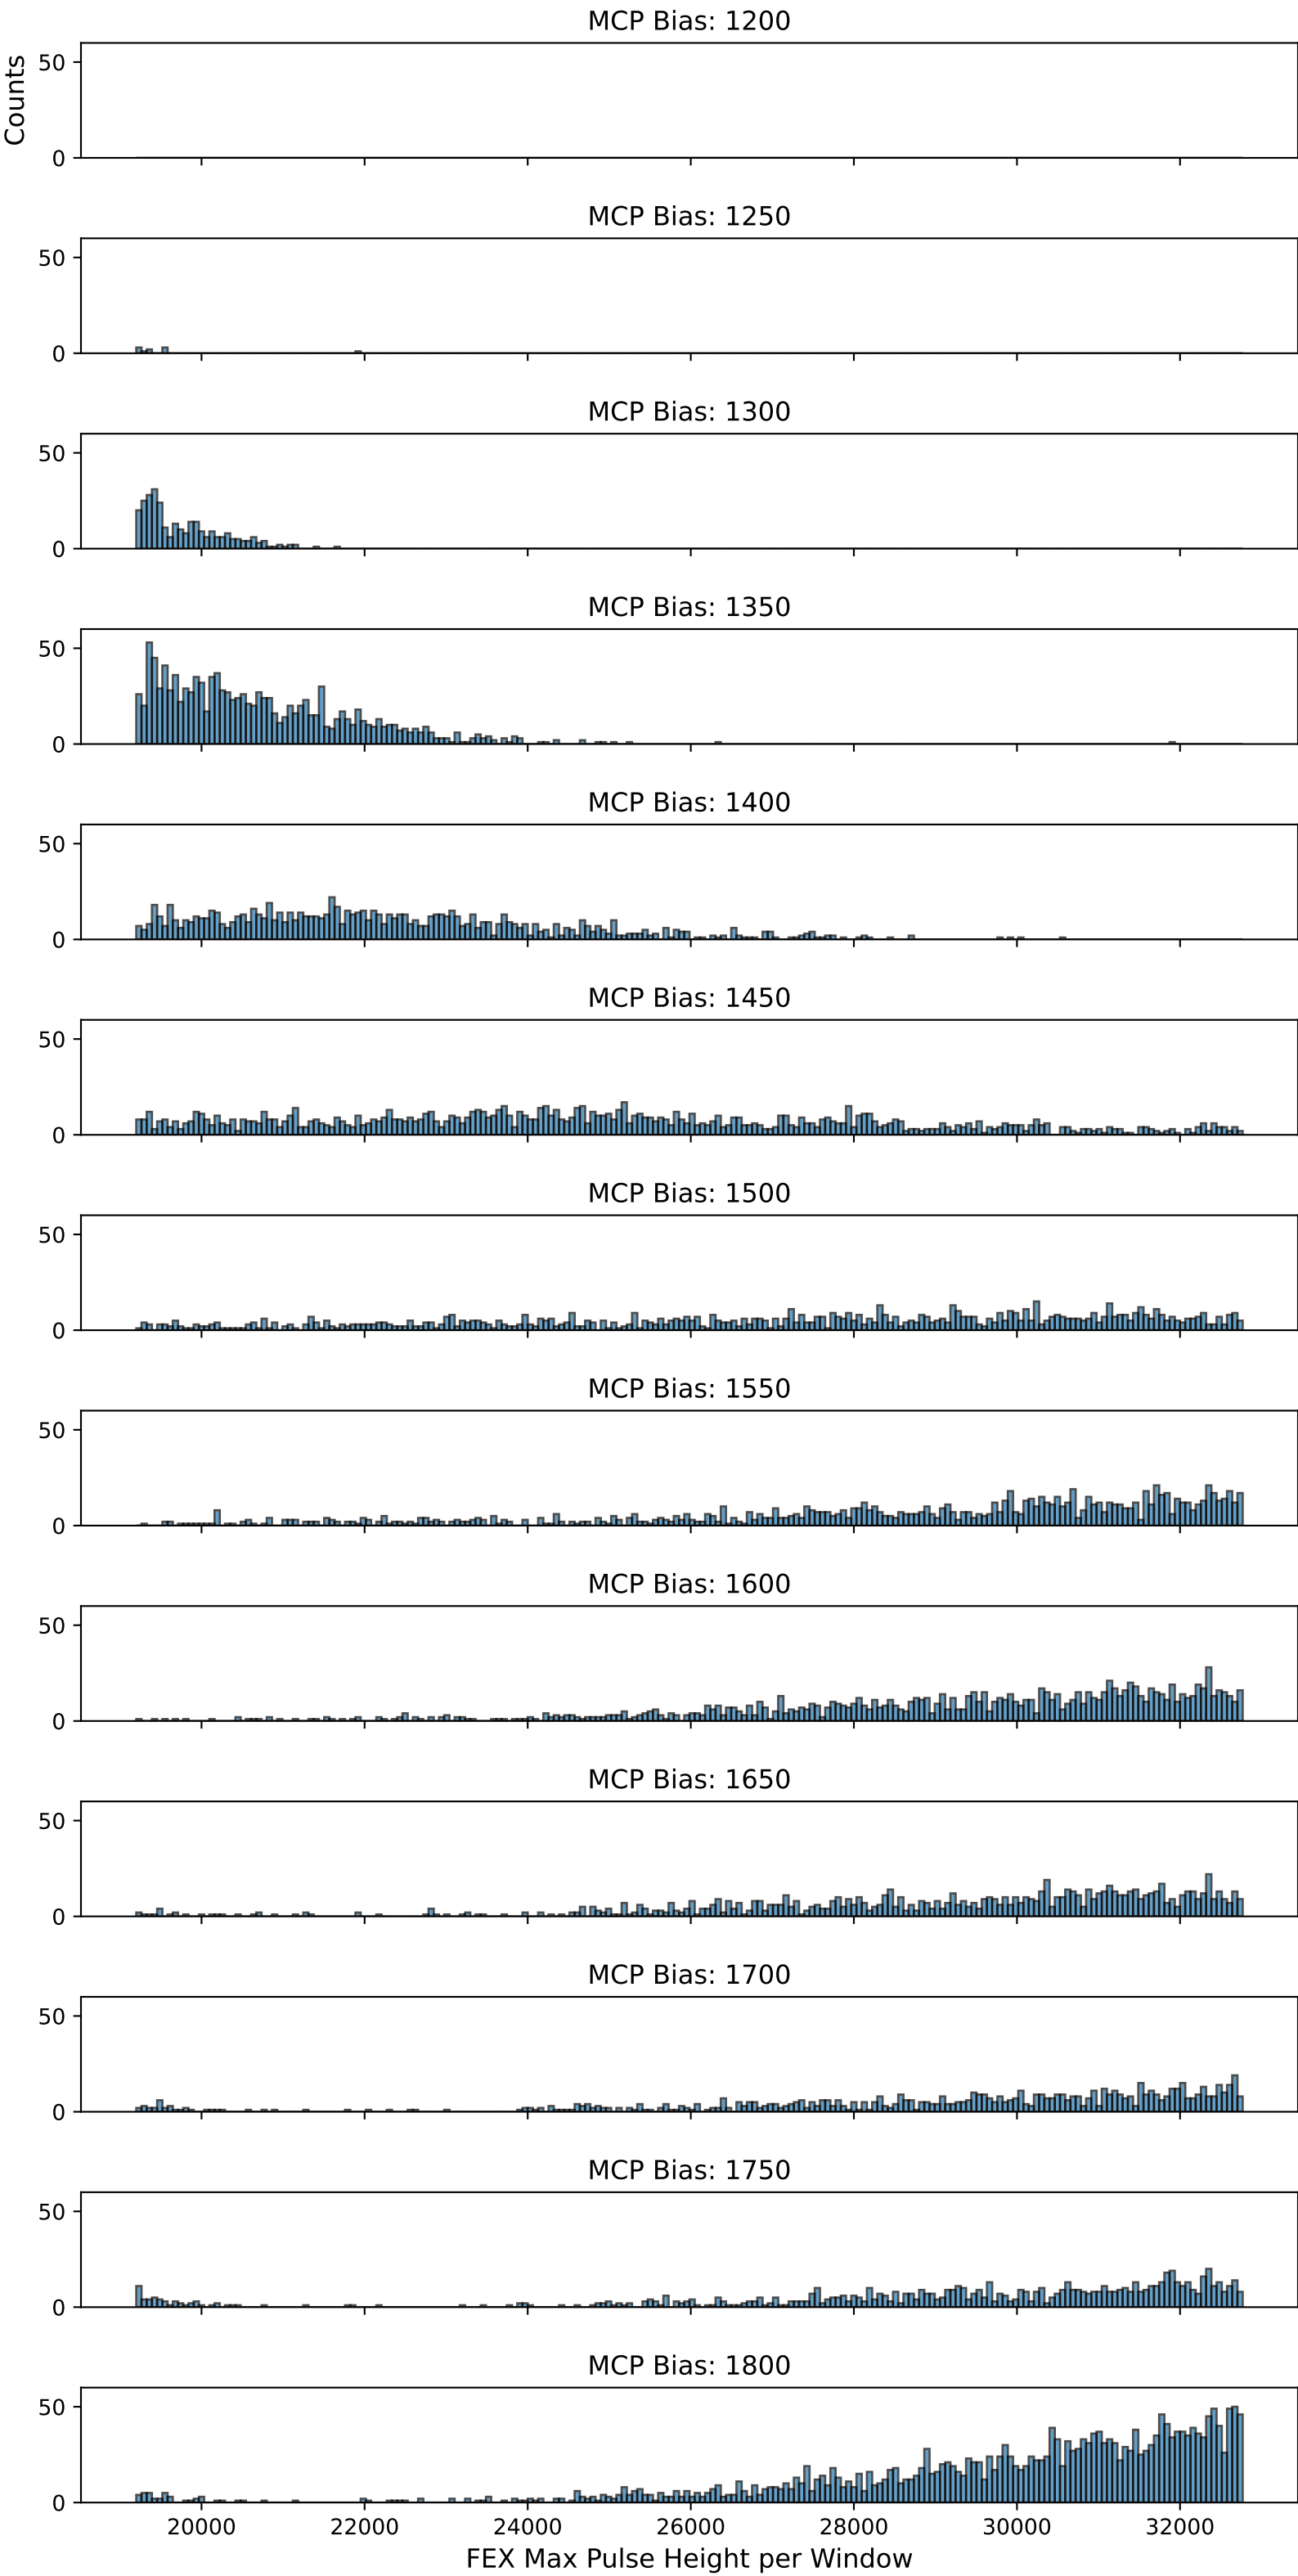 MCP Bias: 1200
Counts
50
0
MCP Bias: 1250
50
0
MCP Bias: 1300
50
0
MCP Bias: 1350
50
0
MCP Bias: 1400
50
0
MCP Bias: 1450
50
0
MCP Bias: 1500
50
0
MCP Bias: 1550
50
0
MCP Bias: 1600
50
0
MCP Bias: 1650
50
0
MCP Bias: 1700
50
0
MCP Bias: 1750
50
0
MCP Bias: 1800
50
0
20000 22000 24000 26000 28000 30000 32000
FEX Max Pulse Height per Window